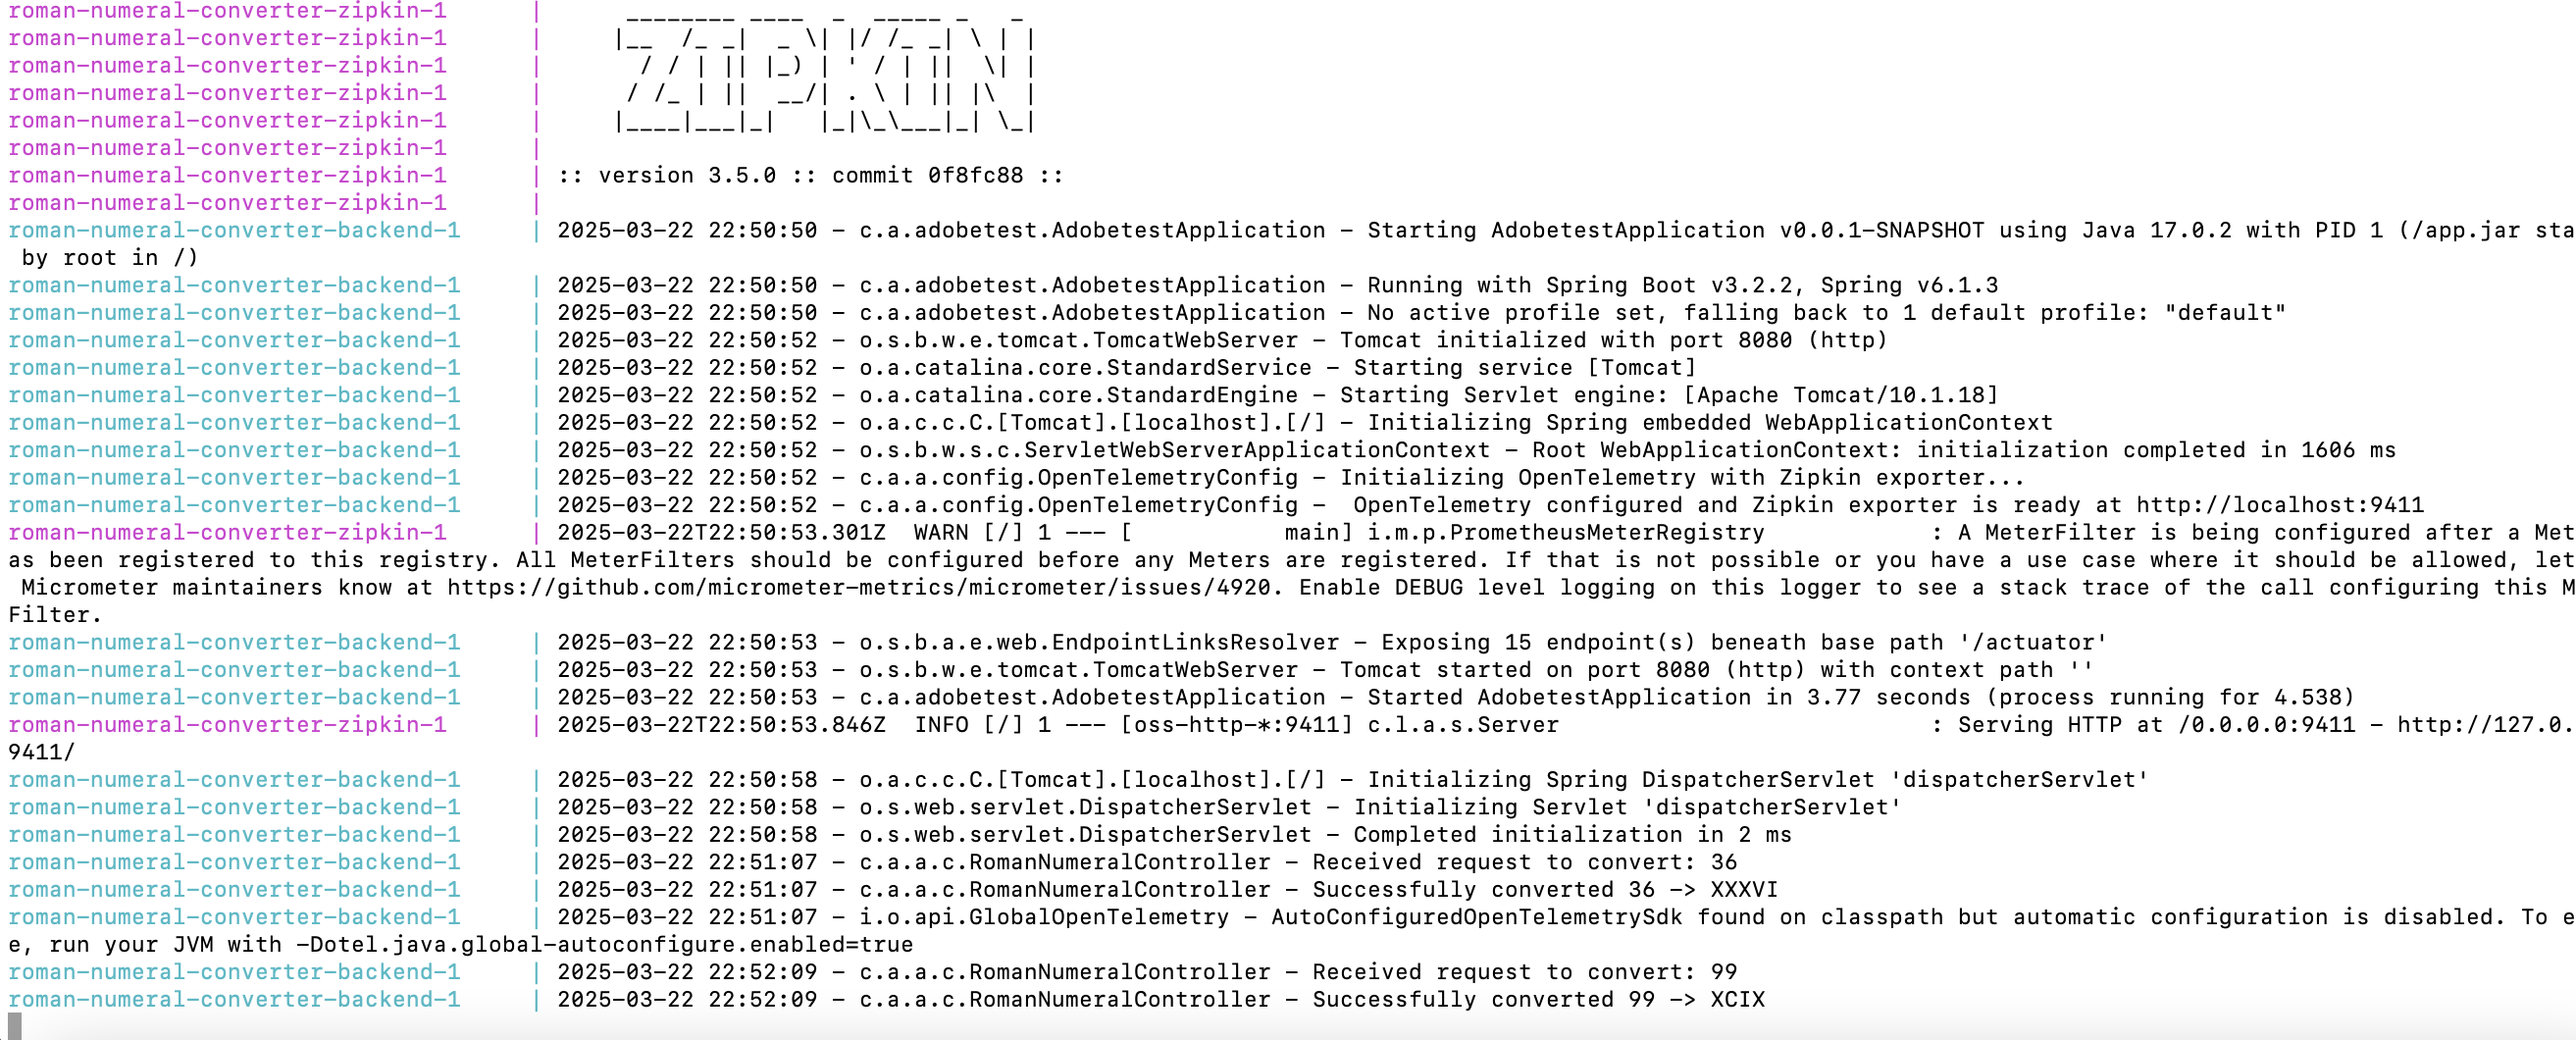 roman-numeral-converter-zipkin-1 | ________ ____ _ _____ _ _
roman-numeral-converter-zipkin-1 | |__ /_ _| _ \| |/ /_ _| \ | |
roman-numeral-converter-zipkin-1 | / / | || |_) | ' / | || \| |
roman-numeral-converter-zipkin-1 | / /_ | || __/| . \ | || |\ |
roman-numeral-converter-zipkin-1 | |____|___|_| |_|\_\___|_| \_|
roman-numeral-converter-zipkin-1 |
roman-numeral-converter-zipkin-1 | :: version 3.5.0 :: commit 0f8fc88 ::
roman-numeral-converter-zipkin-1 |
roman-numeral-converter-backend-1 | 2025-03-22 22:50:50 - c.a.adobetest.AdobetestApplication - Starting AdobetestApplication v0.0.1-SNAPSHOT using Java 17.0.2 with PID 1 (/app.jar sta
by root in /)
roman-numeral-converter-backend-1 | 2025-03-22 22:50:50 - c.a.adobetest.AdobetestApplication - Running with Spring Boot v3.2.2, Spring v6.1.3
roman-numeral-converter-backend-1 | 2025-03-22 22:50:50 - c.a.adobetest.AdobetestApplication - No active profile set, falling back to 1 default profile: "default"
roman-numeral-converter-backend-1 | 2025-03-22 22:50:52 - o.s.b.w.e.tomcat.TomcatWebServer - Tomcat initialized with port 8080 (http)
roman-numeral-converter-backend-1 | 2025-03-22 22:50:52 - o.a.catalina.core.StandardService - Starting service [Tomcat]
roman-numeral-converter-backend-1 | 2025-03-22 22:50:52 - o.a.catalina.core.StandardEngine - Starting Servlet engine: [Apache Tomcat/10.1.18]
roman-numeral-converter-backend-1 | 2025-03-22 22:50:52 - o.a.c.c.C.[Tomcat].[localhost].[/] - Initializing Spring embedded WebApplicationContext
roman-numeral-converter-backend-1 | 2025-03-22 22:50:52 - o.s.b.w.s.c.ServletWebServerApplicationContext - Root WebApplicationContext: initialization completed in 1606 ms
roman-numeral-converter-backend-1 | 2025-03-22 22:50:52 - c.a.a.config.OpenTelemetryConfig - Initializing OpenTelemetry with Zipkin exporter...
roman-numeral-converter-backend-1 | 2025-03-22 22:50:52 - c.a.a.config.OpenTelemetryConfig -  OpenTelemetry configured and Zipkin exporter is ready at http://localhost:9411
roman-numeral-converter-zipkin-1 | 2025-03-22T22:50:53.301Z  WARN [/] 1 --- [           main] i.m.p.PrometheusMeterRegistry            : A MeterFilter is being configured after a Met
as been registered to this registry. All MeterFilters should be configured before any Meters are registered. If that is not possible or you have a use case where it should be allowed, let
Micrometer maintainers know at https://github.com/micrometer-metrics/micrometer/issues/4920. Enable DEBUG level logging on this logger to see a stack trace of the call configuring this M
Filter.
roman-numeral-converter-backend-1 | 2025-03-22 22:50:53 - o.s.b.a.e.web.EndpointLinksResolver - Exposing 15 endpoint(s) beneath base path '/actuator'
roman-numeral-converter-backend-1 | 2025-03-22 22:50:53 - o.s.b.w.e.tomcat.TomcatWebServer - Tomcat started on port 8080 (http) with context path ''
roman-numeral-converter-backend-1 | 2025-03-22 22:50:53 - c.a.adobetest.AdobetestApplication - Started AdobetestApplication in 3.77 seconds (process running for 4.538)
roman-numeral-converter-zipkin-1 | 2025-03-22T22:50:53.846Z  INFO [/] 1 --- [oss-http-*:9411] c.l.a.s.Server                           : Serving HTTP at /0.0.0.0:9411 - http://127.0.
9411/
roman-numeral-converter-backend-1 | 2025-03-22 22:50:58 - o.a.c.c.C.[Tomcat].[localhost].[/] - Initializing Spring DispatcherServlet 'dispatcherServlet'
roman-numeral-converter-backend-1 | 2025-03-22 22:50:58 - o.s.web.servlet.DispatcherServlet - Initializing Servlet 'dispatcherServlet'
roman-numeral-converter-backend-1 | 2025-03-22 22:50:58 - o.s.web.servlet.DispatcherServlet - Completed initialization in 2 ms
roman-numeral-converter-backend-1 | 2025-03-22 22:51:07 - c.a.a.c.RomanNumeralController - Received request to convert: 36
roman-numeral-converter-backend-1 | 2025-03-22 22:51:07 - c.a.a.c.RomanNumeralController - Successfully converted 36 -> XXXVI
roman-numeral-converter-backend-1 | 2025-03-22 22:51:07 - i.o.api.GlobalOpenTelemetry - AutoConfiguredOpenTelemetrySdk found on classpath but automatic configuration is disabled. To e
e, run your JVM with -Dotel.java.global-autoconfigure.enabled=true
roman-numeral-converter-backend-1 | 2025-03-22 22:52:09 - c.a.a.c.RomanNumeralController - Received request to convert: 99
roman-numeral-converter-backend-1 | 2025-03-22 22:52:09 - c.a.a.c.RomanNumeralController - Successfully converted 99 -> XCIX